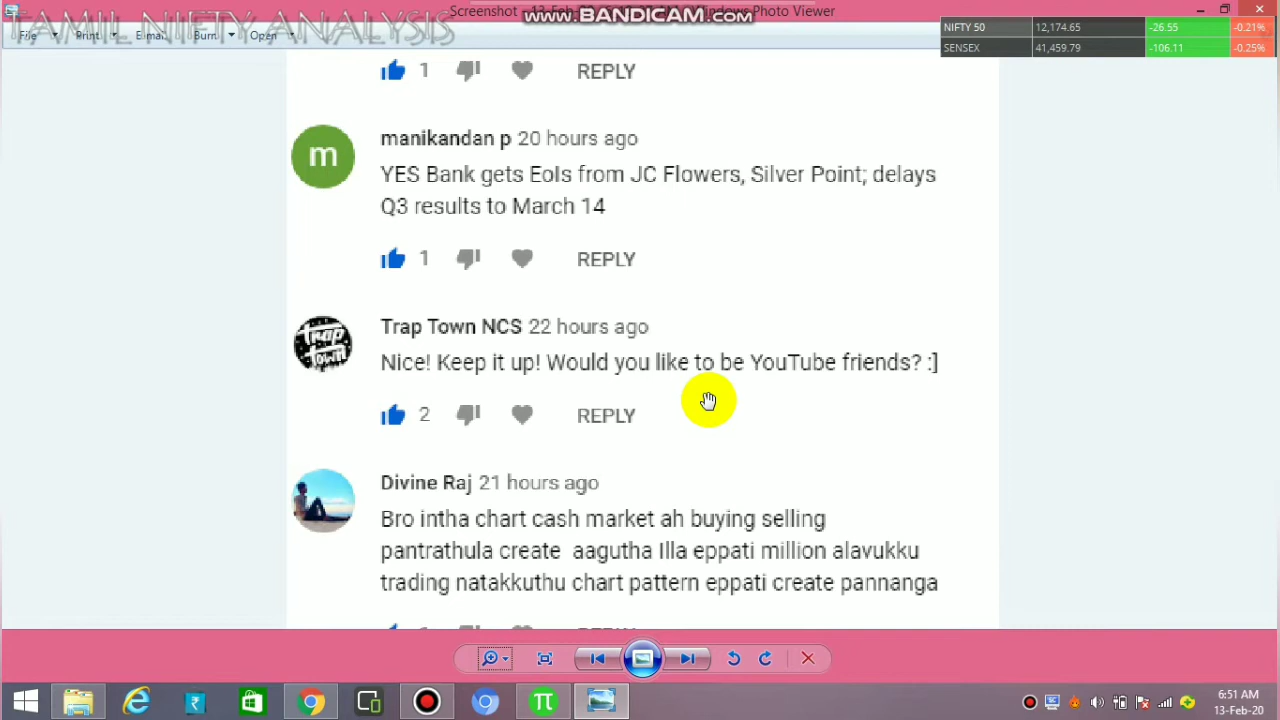 Screenshot - 13-Feb
Windows Photo Viewer
www.BANDICAM.com
TAMIL NIFTY ANALYSIS
File Print E-mail Burn Open
NIFTY 50 12,174.65 -26.55 -0.21%
SENSEX 41,459.79 -106.11 -0.25%
1 REPLY
manikandan p 20 hours ago
YES Bank gets EoIs from JC Flowers, Silver Point; delays
Q3 results to March 14
1 REPLY
Trap Town NCS 22 hours ago
Nice! Keep it up! Would you like to be YouTube friends? :]
2 REPLY
Divine Raj 21 hours ago
Bro intha chart cash market ah buying selling
pantrathula create aagutha Illa eppati million alavukku
trading natakkuthu chart pattern eppati create pannanga
m
Trap
Town
6:51 AM
13-Feb-20